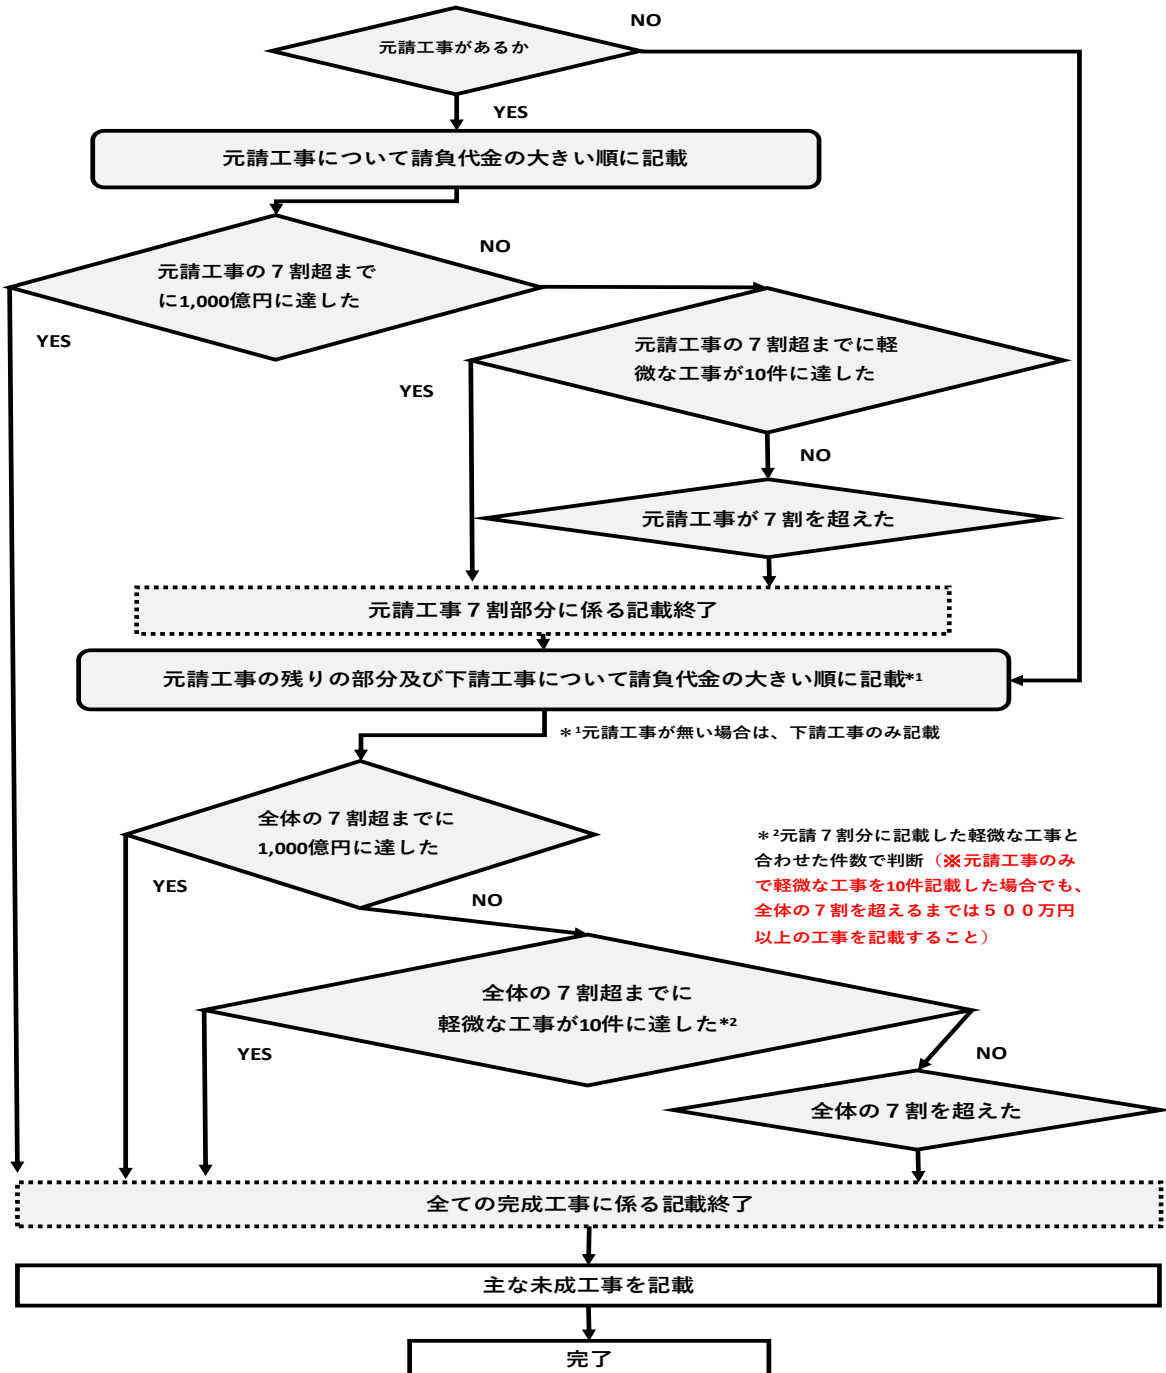 NO
元請工事があるか
YES
元請工事について請負代金の大きい順に記載
NO
元請工事の７割超まで
に1,000億円に達した
YES
元請工事の７割超までに軽
微な工事が10件に達した
YES
NO
元請工事が７割を超えた
元請工事７割部分に係る記載終了
元請工事の残りの部分及び下請工事について請負代金の大きい順に記載*1
＊1元請工事が無い場合は、下請工事のみ記載
全体の７割超までに
1,000億円に達した
YES
NO
＊2元請７割分に記載した軽微な工事と
合わせた件数で判断（※元請工事のみ
で軽微な工事を10件記載した場合でも、
全体の７割を超えるまでは５００万円
以上の工事を記載すること）
全体の７割超までに
軽微な工事が10件に達した*2
YES
NO
全体の７割を超えた
全ての完成工事に係る記載終了
主な未成工事を記載
完了